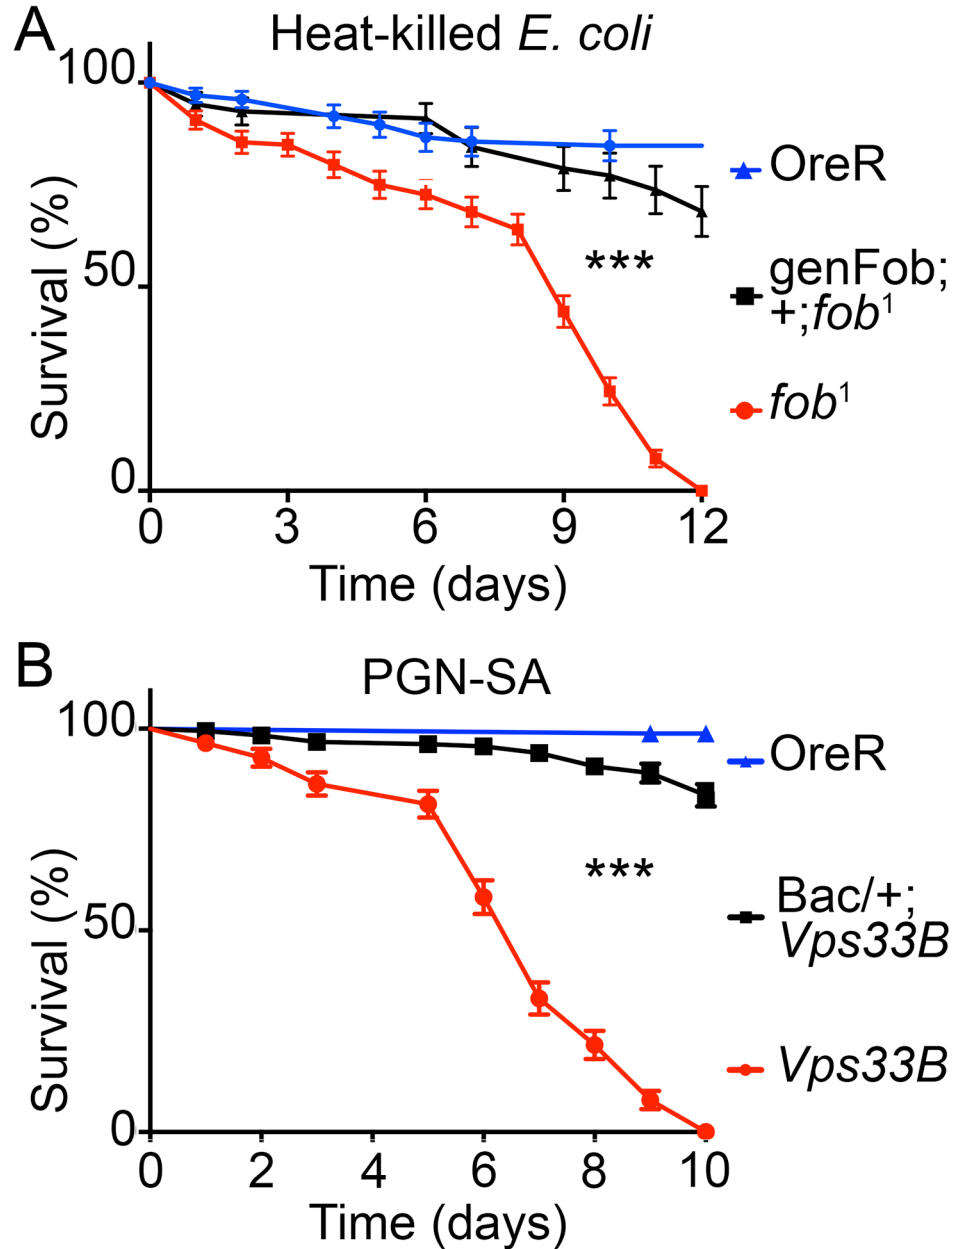 A
Heat-killed E. coli
100
50
0
Survival (%)
0 3 6 9 12
Time (days)
***
OreR
genFob;
+;fob¹
fob¹
B
PGN-SA
100
50
0
Survival (%)
0 2 4 6 8 10
Time (days)
***
OreR
Bac/+;
Vps33B
Vps33B